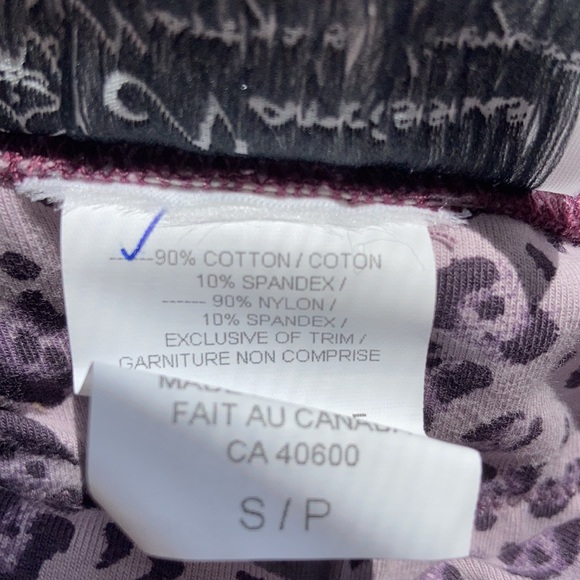 -----90% COTTON / COTON
10% SPANDEX /
------ 90% NYLON /
10% SPANDEX /
EXCLUSIVE OF TRIM /
GARNITURE NON COMPRISE
FAIT AU CANADA
CA 40600
S / P